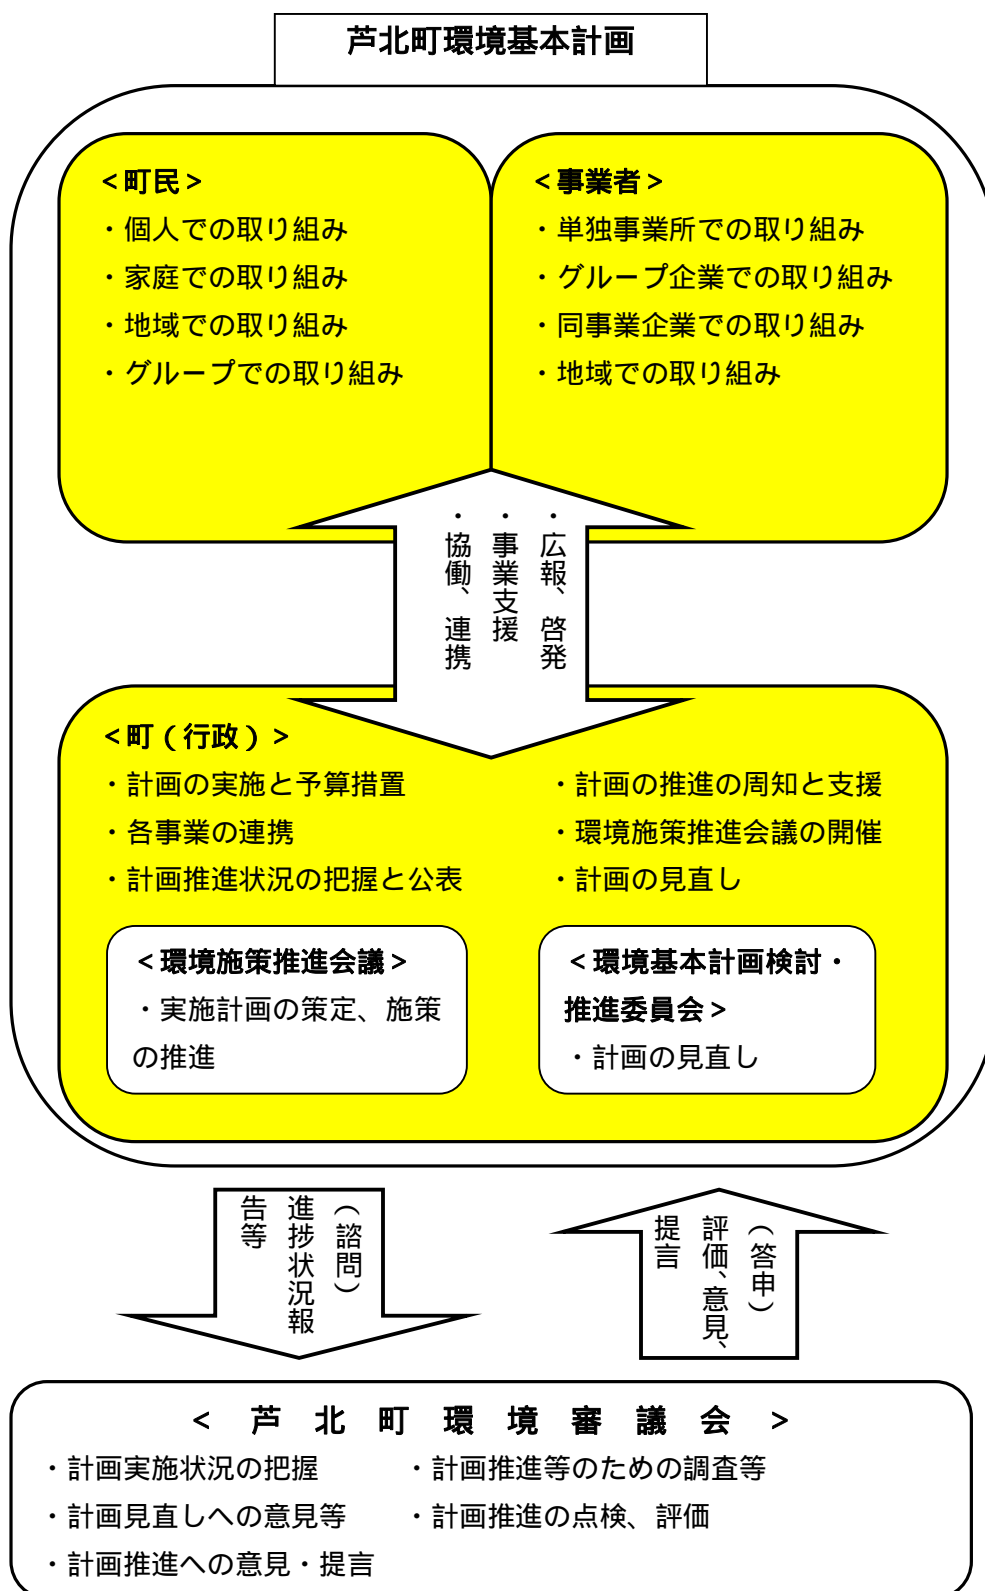 芦北町環境基本計画
<町民>
・個人での取り組み
・家庭での取り組み
・地域での取り組み
・グループでの取り組み
<事業者>
・単独事業所での取り組み
・グループ企業での取り組み
・同事業企業での取り組み
・地域での取り組み
・広報、啓発
・事業支援
・協働、連携
<町(行政)>
・計画の実施と予算措置
・各事業の連携
・計画推進状況の把握と公表
・計画の推進の周知と支援
・環境施策推進会議の開催
・計画の見直し
<環境施策推進会議>
・実施計画の策定、施策
の推進
<環境基本計画検討・
推進委員会>
・計画の見直し
(諮問)
進捗状況報
告等
(答申)
評価、意見、
提言
<芦北町環境審議会>
・計画実施状況の把握
・計画見直しへの意見等
・計画推進への意見・提言
・計画推進等のための調査等
・計画推進の点検、評価